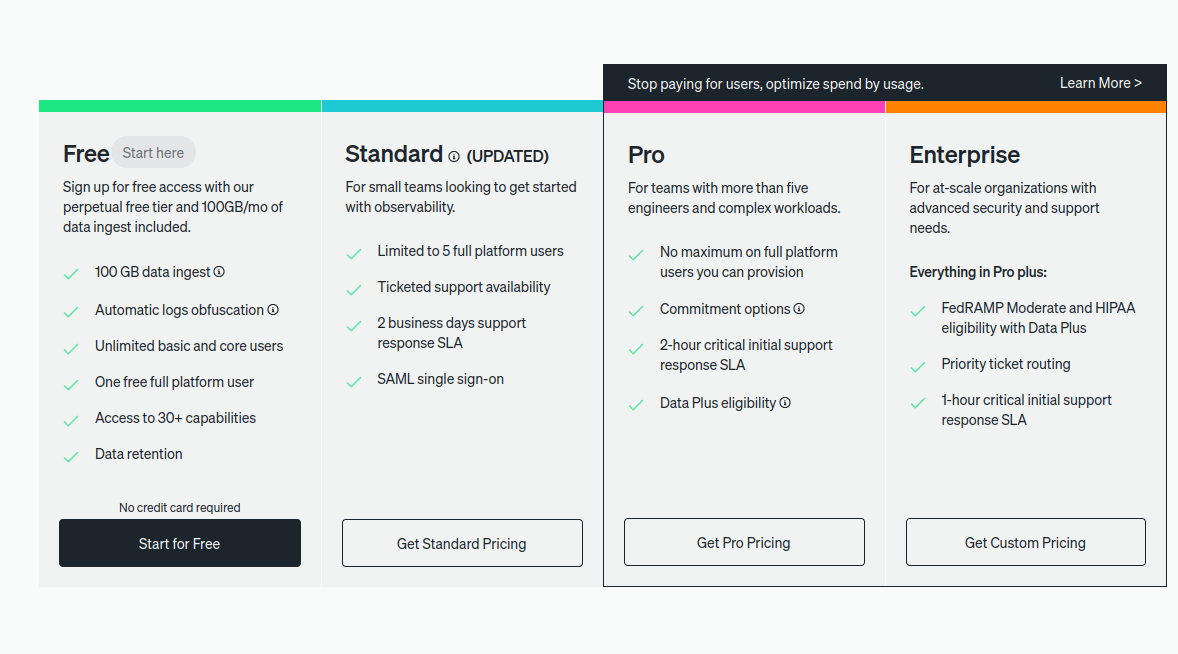 Stop paying for users, optimize spend by usage.
Learn More >
Free
Start here
Sign up for free access with our
perpetual free tier and 100GB/mo of
data ingest included.
100 GB data ingest
Automatic logs obfuscation
Unlimited basic and core users
One free full platform user
Access to 30+ capabilities
Data retention
No credit card required
Start for Free
Standard (UPDATED)
For small teams looking to get started
with observability.
Limited to 5 full platform users
Ticketed support availability
2 business days support
response SLA
SAML single sign-on
Get Standard Pricing
Pro
For teams with more than five
engineers and complex workloads.
No maximum on full platform
users you can provision
Commitment options
2-hour critical initial support
response SLA
Data Plus eligibility
Get Pro Pricing
Enterprise
For at-scale organizations with
advanced security and support
needs.
Everything in Pro plus:
FedRAMP Moderate and HIPAA
eligibility with Data Plus
Priority ticket routing
1-hour critical initial support
response SLA
Get Custom Pricing